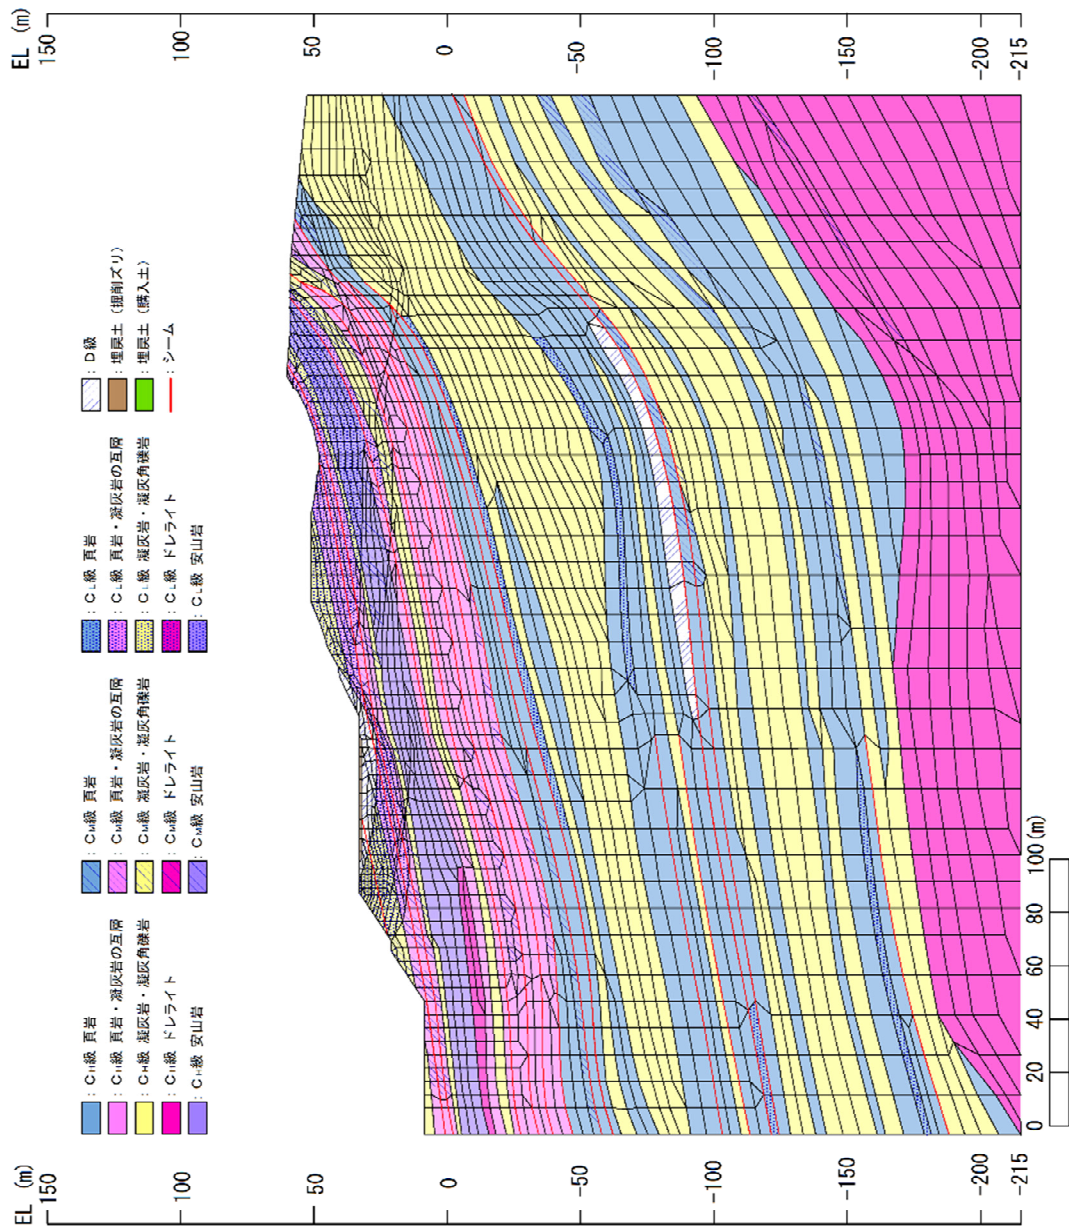 EL (m)
150
100
50
0
-50
-100
-150
-200
-215
: CH級 頁岩
: CH級 頁岩・凝灰岩の互層
: CH級 凝灰岩・凝灰角礫岩
: CH級 ドレライト
: CH級 安山岩
: CM級 頁岩
: CM級 頁岩・凝灰岩の互層
: CM級 凝灰岩・凝灰角礫岩
: CM級 ドレライト
: CM級 安山岩
: CL級 頁岩
: CL級 頁岩・凝灰岩の互層
: CL級 凝灰岩・凝灰角礫岩
: CL級 ドレライト
: CL級 安山岩
: D級
: 埋戻土 (掘削ズリ)
: 埋戻土 (購入土)
: シーム
EL (m)
150
100
50
0
-50
-100
-150
-200
-215
0 20 40 60 80 100 (m)